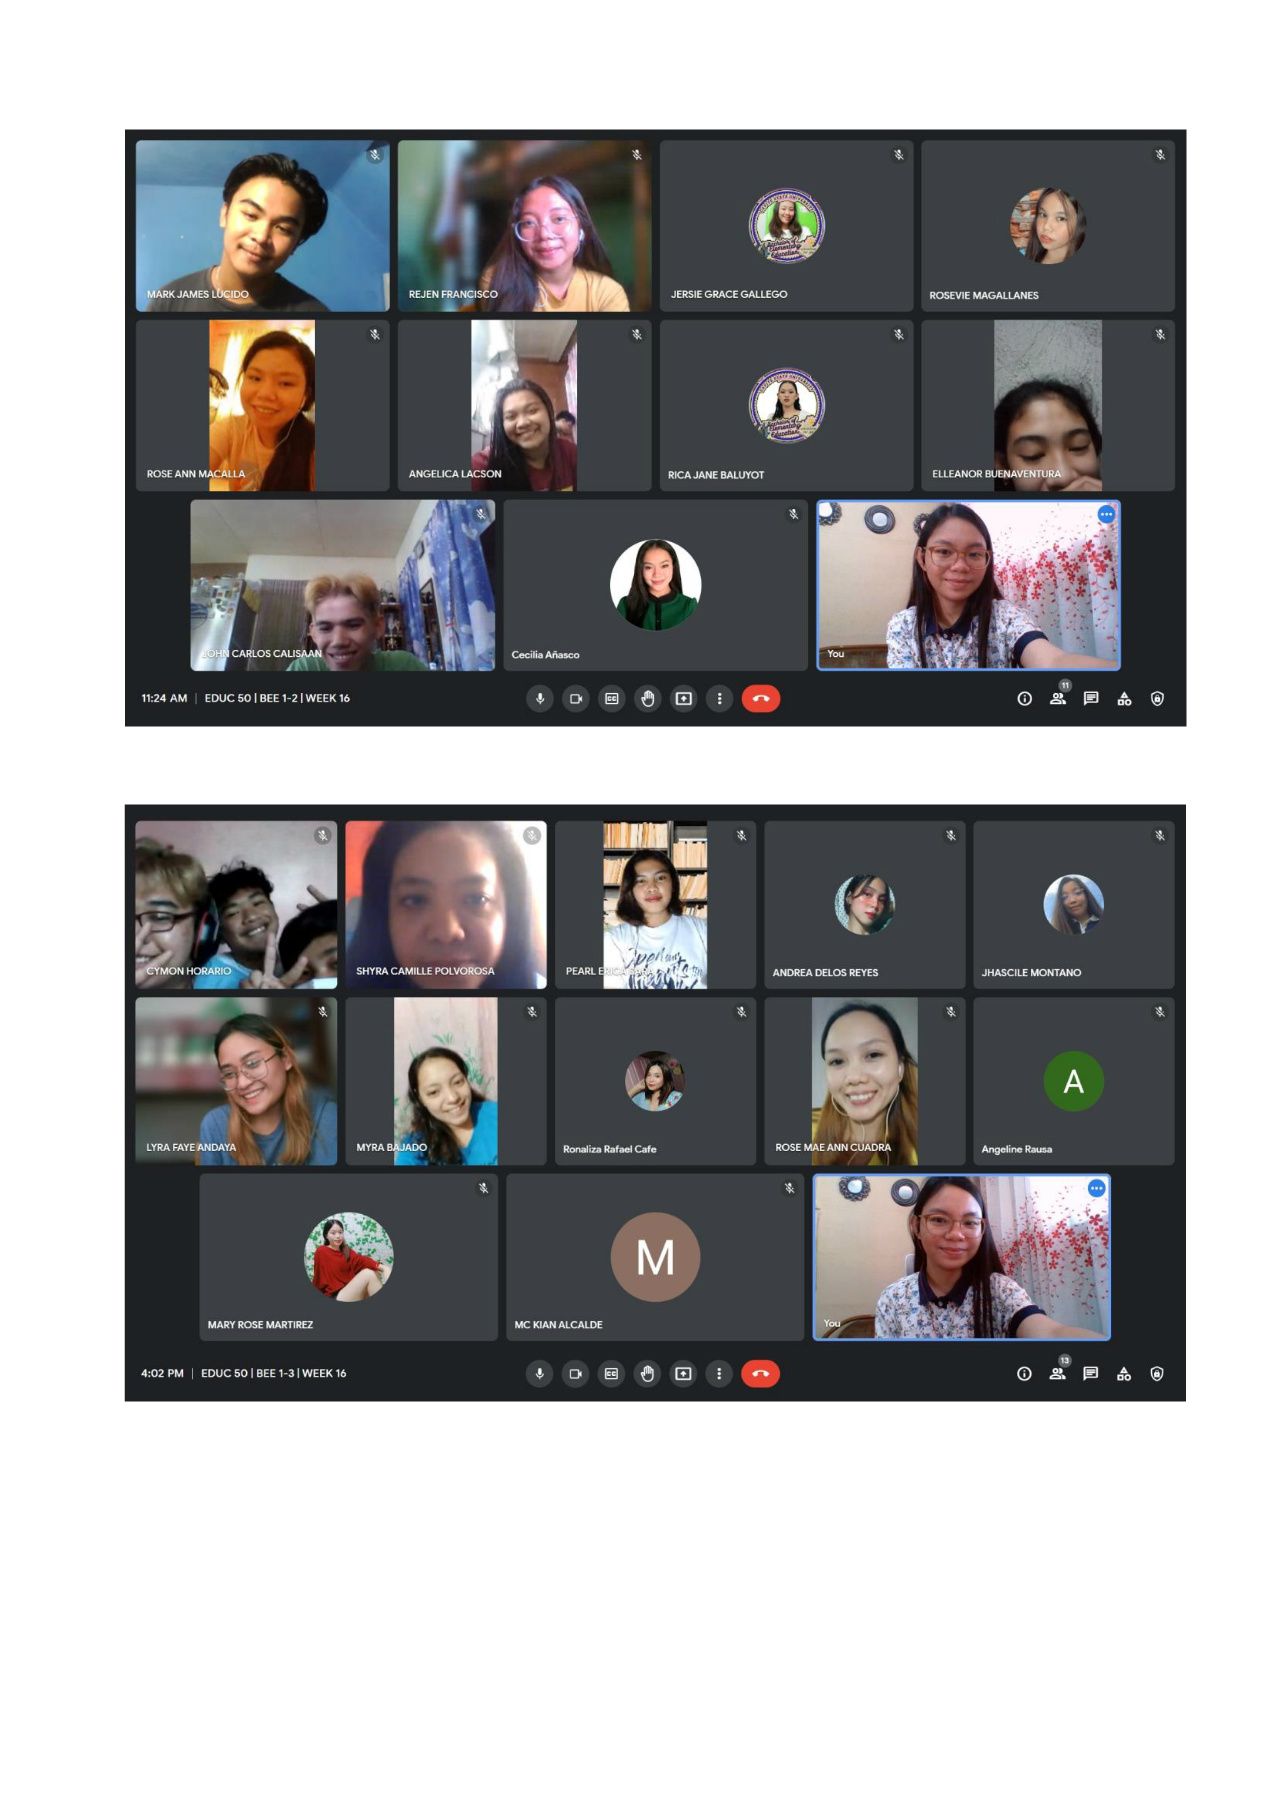 MARK JAMES LUCIDO
REJEN FRANCISCO
JERSIE GRACE GALLEGO
ROSEVIE MAGALLANES
ROSE ANN MACALLA
ANGELICA LACSON
RICA JANE BALUYOT
ELLEANOR BUENAVENTURA
JOHN CARLOS CALISAAN
Cecilia Añasco
You
11:24 AM | EDUC 50 | BEE 1-2 | WEEK 16
11
CYMON HORARIO
SHYRA CAMILLE POLVOROSA
PEARL
ANDREA DELOS REYES
JHASCILE MONTANO
LYRA FAYE ANDAYA
MYRA BAJADO
Ronaliza Rafael Cafe
ROSE MAE ANN CUADRA
A
Angeline Rausa
MARY ROSE MARTIREZ
M
MC KIAN ALCALDE
You
4:02 PM | EDUC 50 | BEE 1-3 | WEEK 16
13